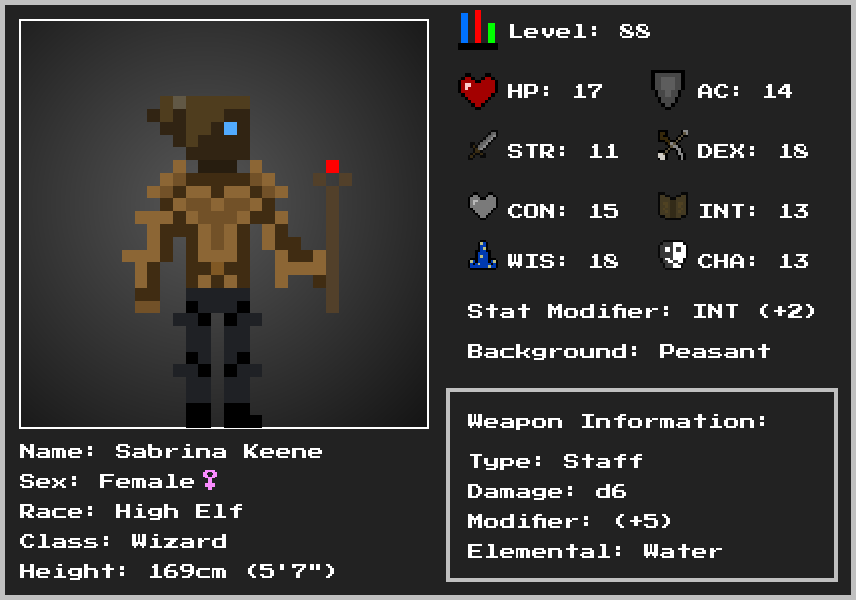 Level: 88
HP: 17
AC: 14
STR: 11
DEX: 18
CON: 15
INT: 13
WIS: 18
CHA: 13
Stat Modifier: INT (+2)
Background: Peasant
Weapon Information:
Type: Staff
Damage: d6
Modifier: (+5)
Elemental: Water
Name: Sabrina Keene
Sex: Female♀
Race: High Elf
Class: Wizard
Height: 169cm (5'7")